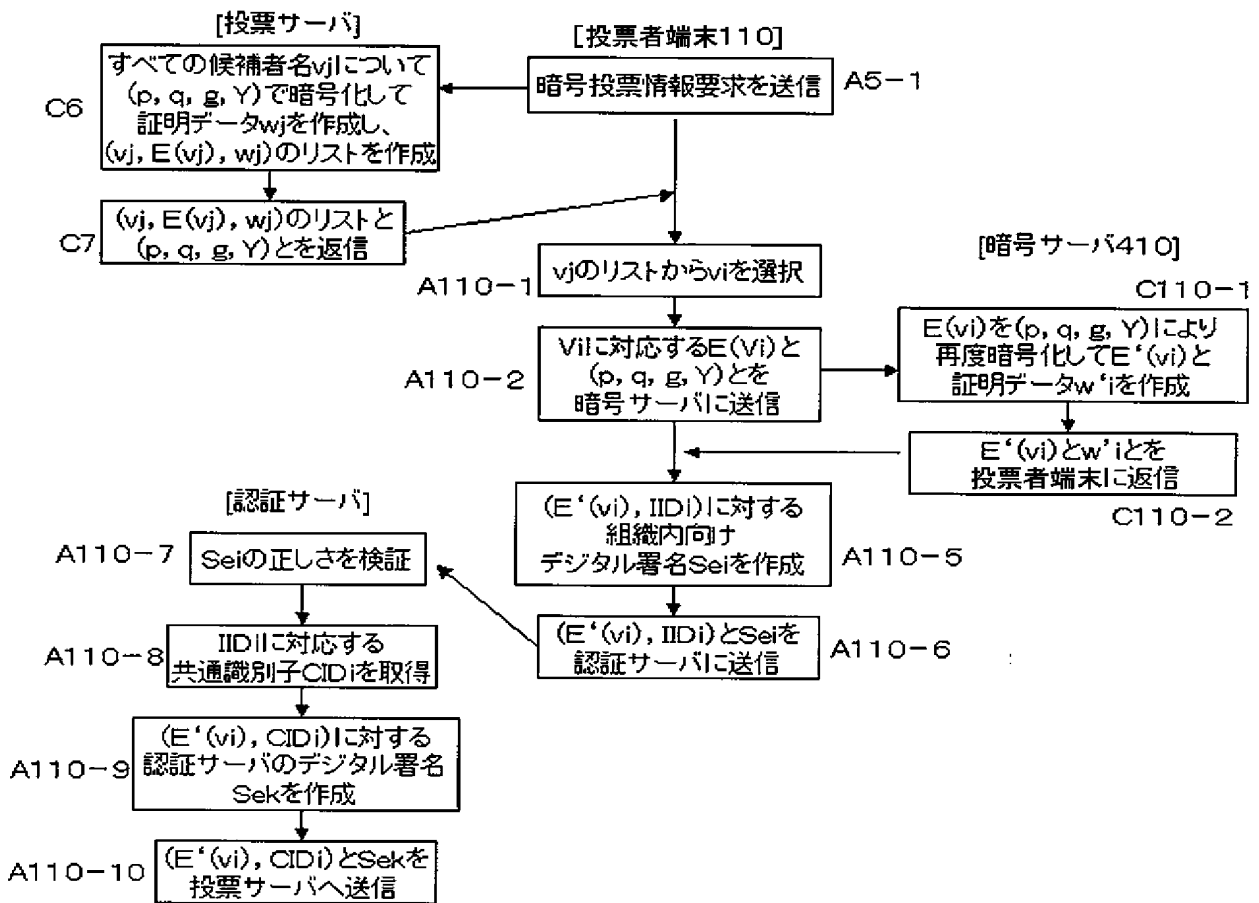 [投票サーバ]
すべての候補者名vjについて
(p, q, g, Y)で暗号化して
証明データwjを作成し、
(vj, E(vj), wj)のリストを作成
C6
(vj, E(vj), wj)のリストと
(p, q, g, Y)とを返信
C7
[投票者端末110]
暗号投票情報要求を送信
A5-1
vjのリストからviを選択
A110-1
Viに対応するE(Vi)と
(p, q, g, Y)とを
暗号サーバに送信
A110-2
[暗号サーバ410]
C110-1
E(vi)を(p, q, g, Y)により
再度暗号化してE‘(vi)と
証明データw’iを作成
E‘(vi)とw’iとを
投票者端末に返信
C110-2
(E‘(vi), IIDi)に対する
組織内向け
デジタル署名Seiを作成
A110-5
(E‘(vi), IIDi)とSeiを
認証サーバに送信
A110-6
[認証サーバ]
A110-7
Seiの正しさを検証
IIDiに対応する
共通識別子CIDiを取得
A110-8
(E‘(vi), CIDi)に対する
認証サーバのデジタル署名
Sekを作成
A110-9
(E‘(vi), CIDi)とSekを
投票サーバへ送信
A110-10